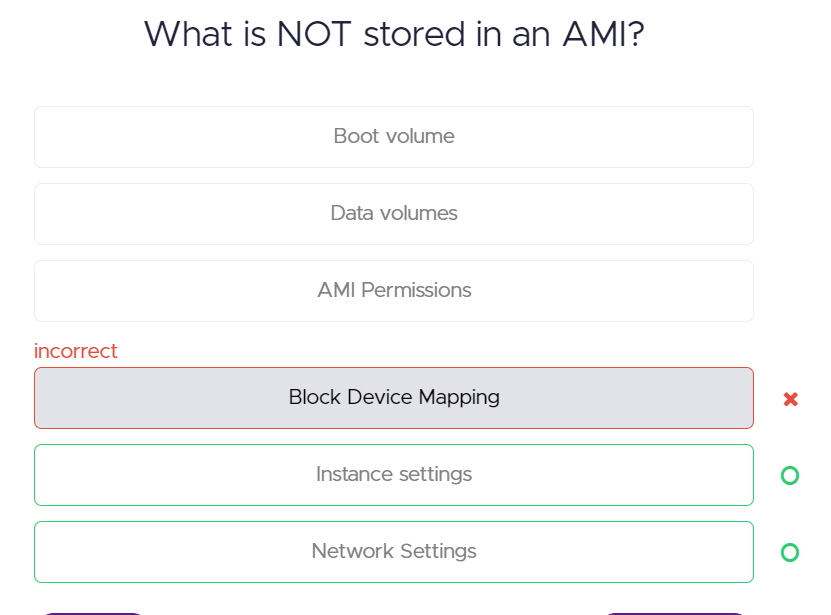 What is NOT stored in an AMI?
Boot volume
Data volumes
AMI Permissions
incorrect
Block Device Mapping
Instance settings
Network Settings